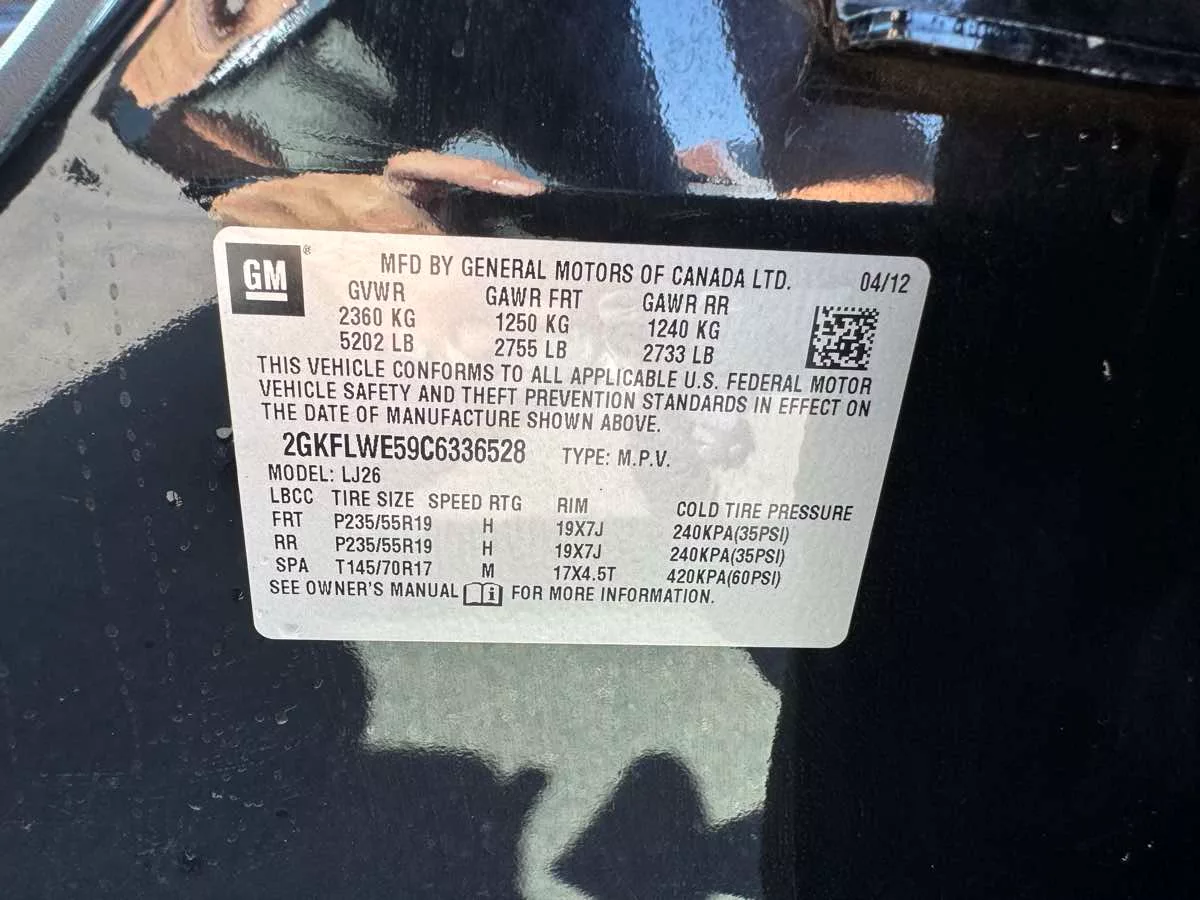 GM ® MFD BY GENERAL MOTORS OF CANADA LTD. 04/12
GVWR GAWR FRT GAWR RR
2360 KG 1250 KG 1240 KG
5202 LB 2755 LB 2733 LB
THIS VEHICLE CONFORMS TO ALL APPLICABLE U.S. FEDERAL MOTOR
VEHICLE SAFETY AND THEFT PREVENTION STANDARDS IN EFFECT ON
THE DATE OF MANUFACTURE SHOWN ABOVE.
2GKFLWE59C6336528 TYPE: M.P.V.
MODEL: LJ26
LBCC TIRE SIZE SPEED RTG RIM COLD TIRE PRESSURE
FRT P235/55R19 H 19X7J 240KPA(35PSI)
RR P235/55R19 H 19X7J 240KPA(35PSI)
SPA T145/70R17 M 17X4.5T 420KPA(60PSI)
SEE OWNER'S MANUAL i FOR MORE INFORMATION.